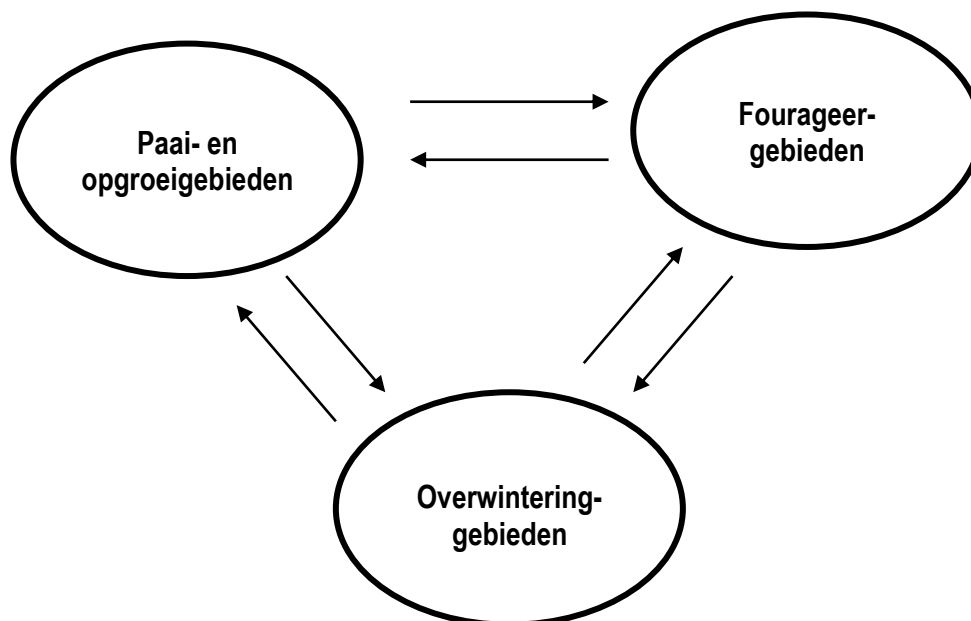 Paai- en
opgroeigebieden
Fourageer-
gebieden
Overwintering-
gebieden